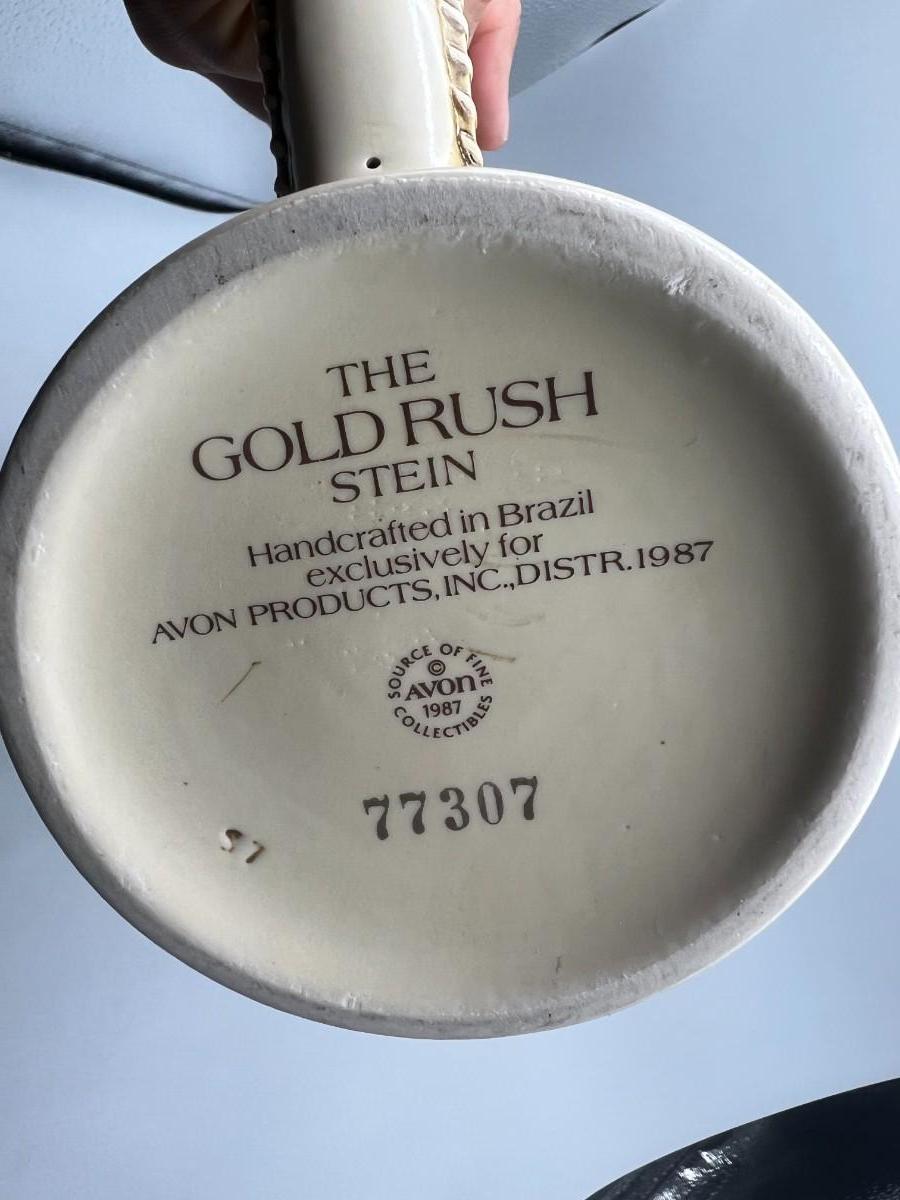 THE
GOLD RUSH
STEIN
Handcrafted in Brazil
exclusively for
AVON PRODUCTS, INC., DISTR. 1987
SOURCE OF FINE
©
AVON
1987
COLLECTIBLES
77307
S7